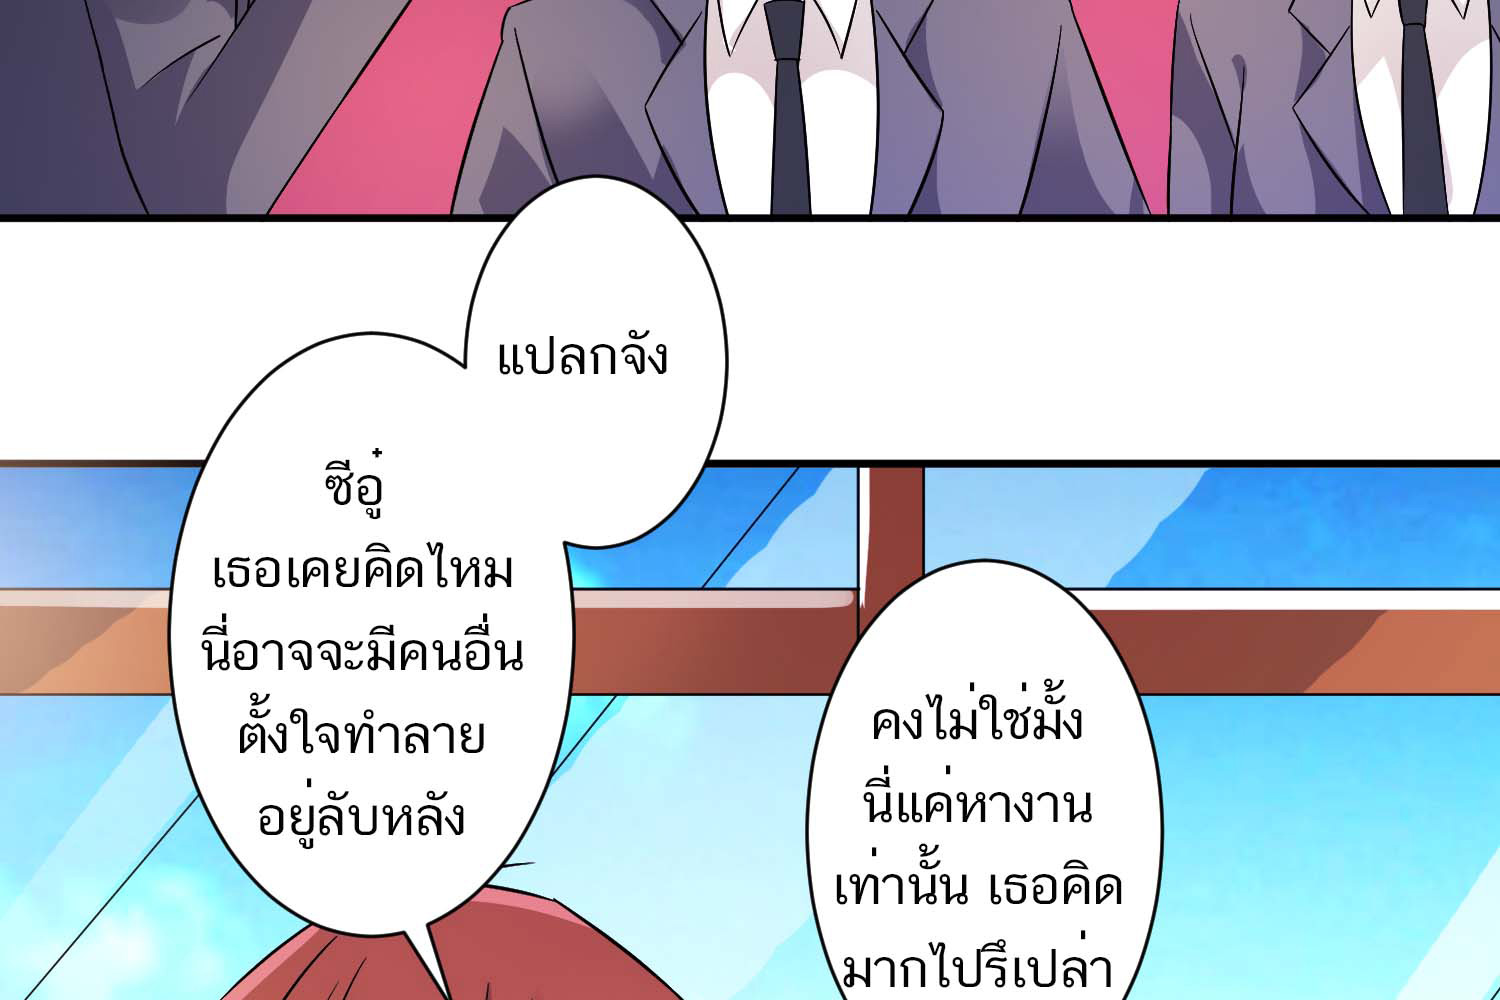 แปลกจัง
ซีอู๋
เธอเคยคิดไหม
นี่อาจจะมีคนอื่น
ตั้งใจทำลาย
อยู่ลับหลัง
คงไม่ใช่มั้ง
นี่แค่หางาน
เท่านั้น เธอคิด
มากไปรึเปล่า